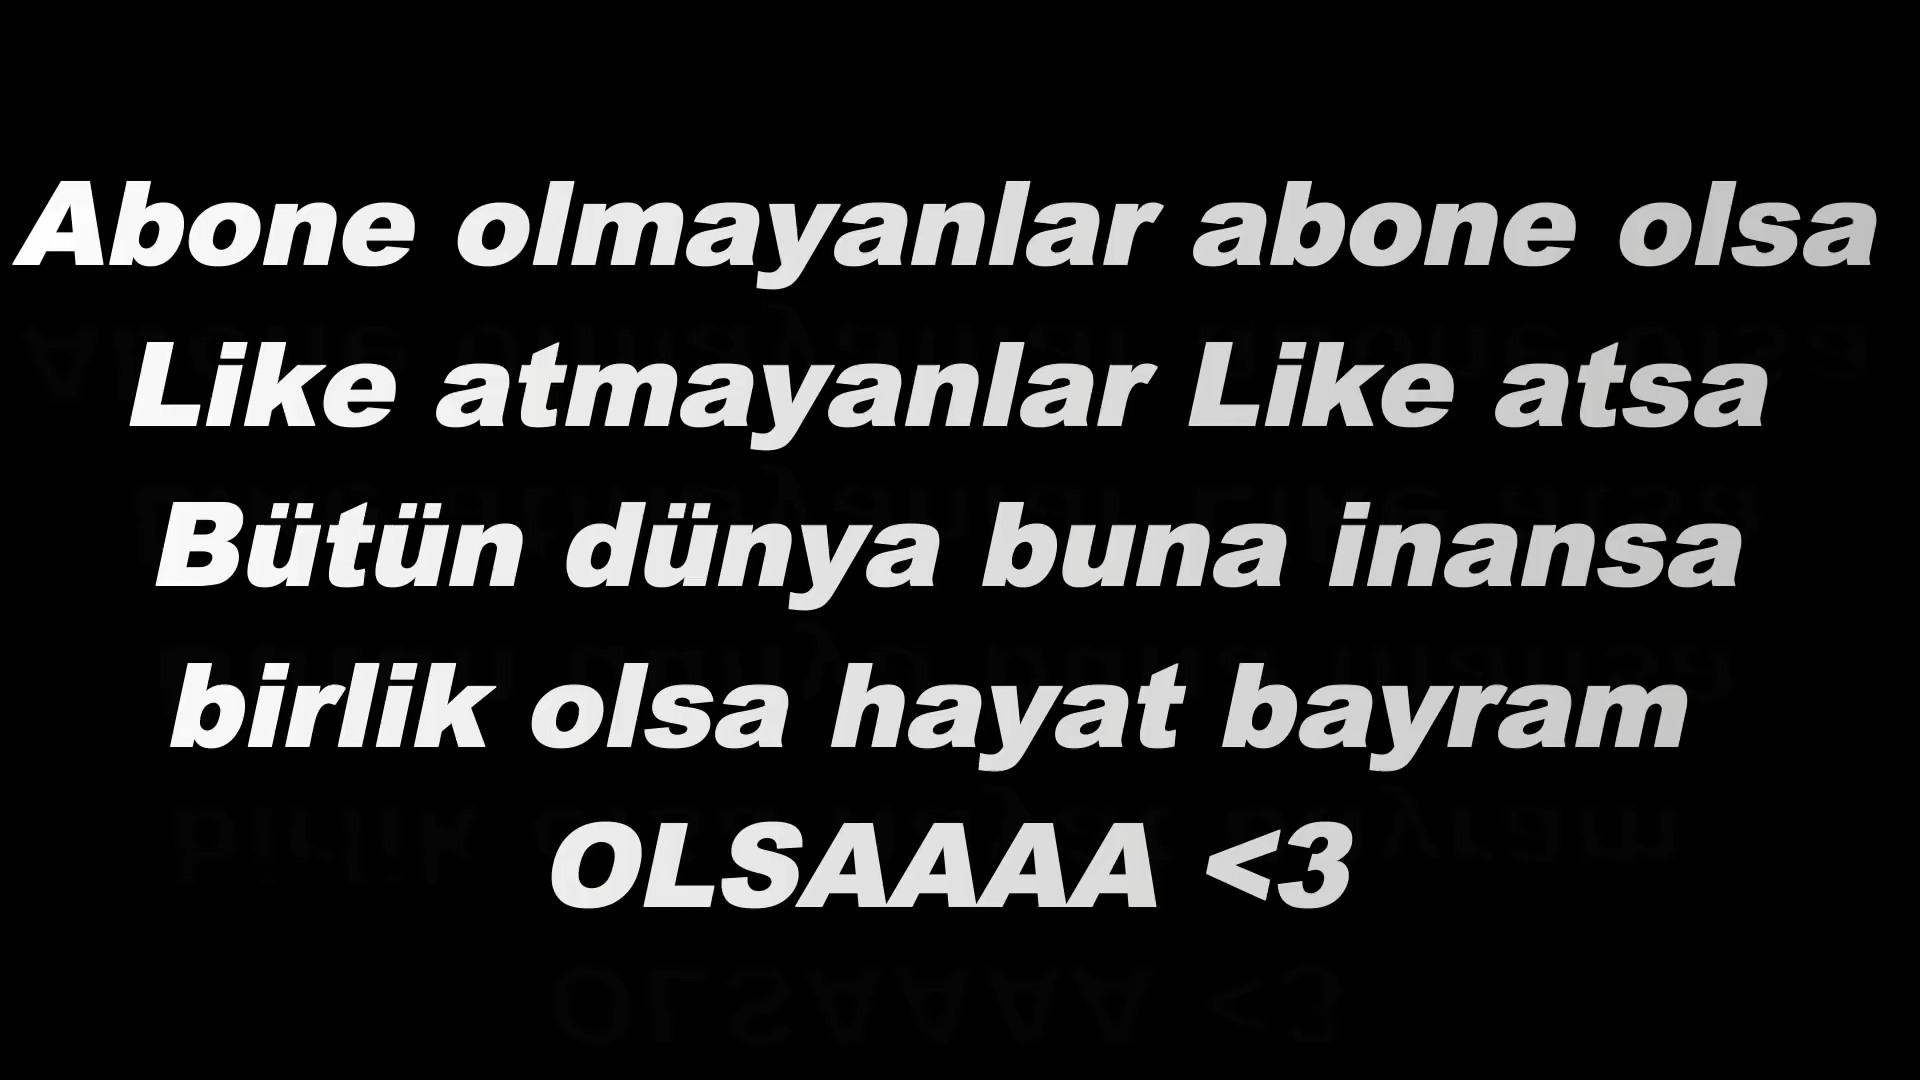 Abone olmayanlar abone olsa
Like atmayanlar Like atsa
Bütün dünya buna inansa
birlik olsa hayat bayram
OLSAAAA <3